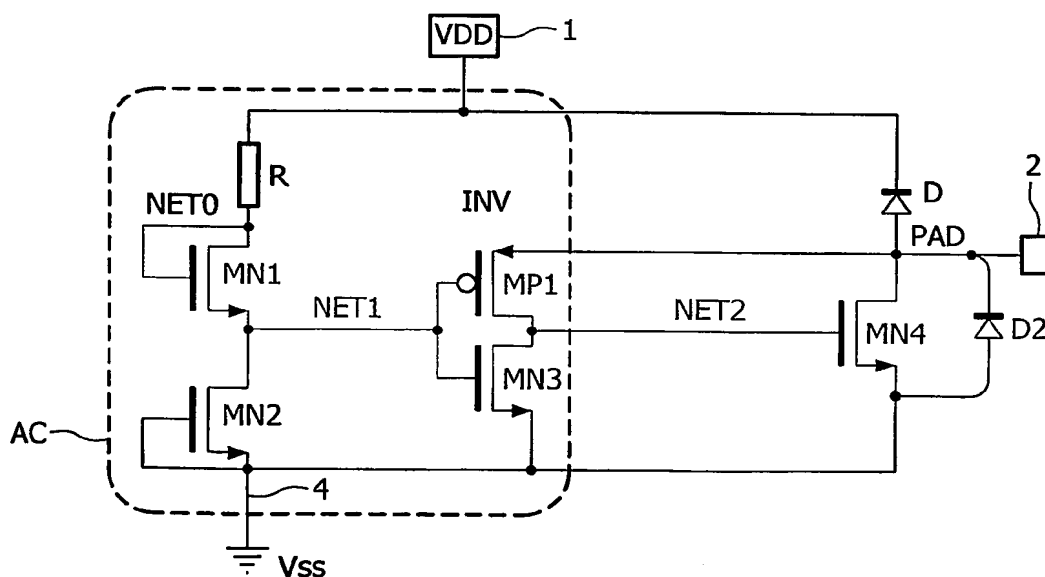 VDD
1
R
NET0
INV
D
2
PAD
MN1
MP1
NET1
NET2
MN4
D2
MN3
MN2
AC
4
Vss